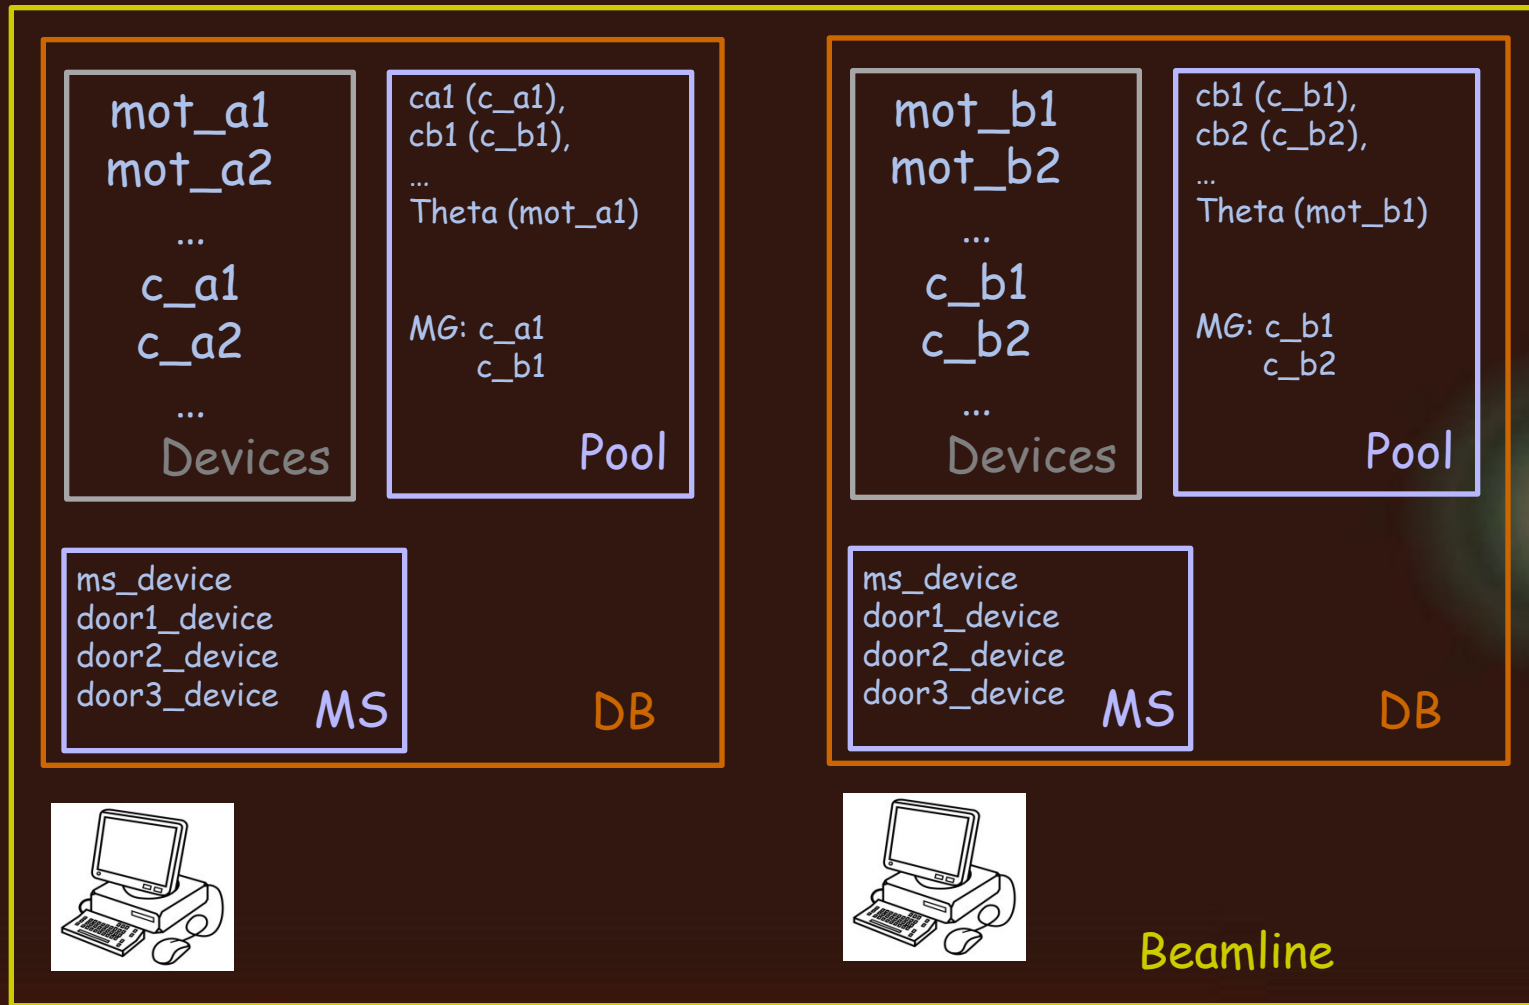 mot_a1
mot_a2
...
c_a1
c_a2
...
Devices
ca1 (c_a1),
cb1 (c_b1),
...
Theta (mot_a1)
MG: c_a1
c_b1
Pool
ms_device
door1_device
door2_device
door3_device
MS
DB
mot_b1
mot_b2
...
c_b1
c_b2
...
Devices
cb1 (c_b1),
cb2 (c_b2),
...
Theta (mot_b1)
MG: c_b1
c_b2
Pool
ms_device
door1_device
door2_device
door3_device
MS
DB
Beamline